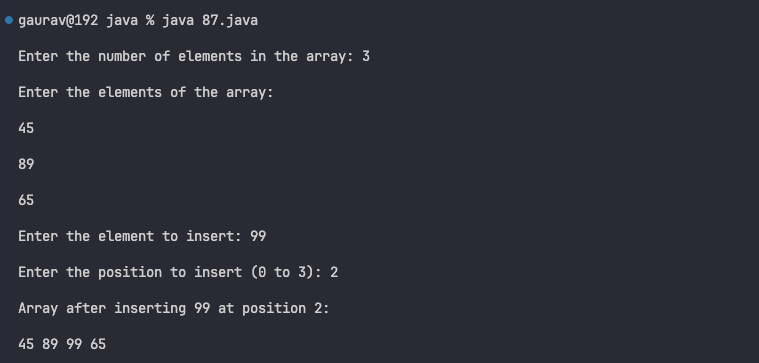 gaurav@192 java % java 87.java
Enter the number of elements in the array: 3
Enter the elements of the array:
45
89
65
Enter the element to insert: 99
Enter the position to insert (0 to 3): 2
Array after inserting 99 at position 2:
45 89 99 65